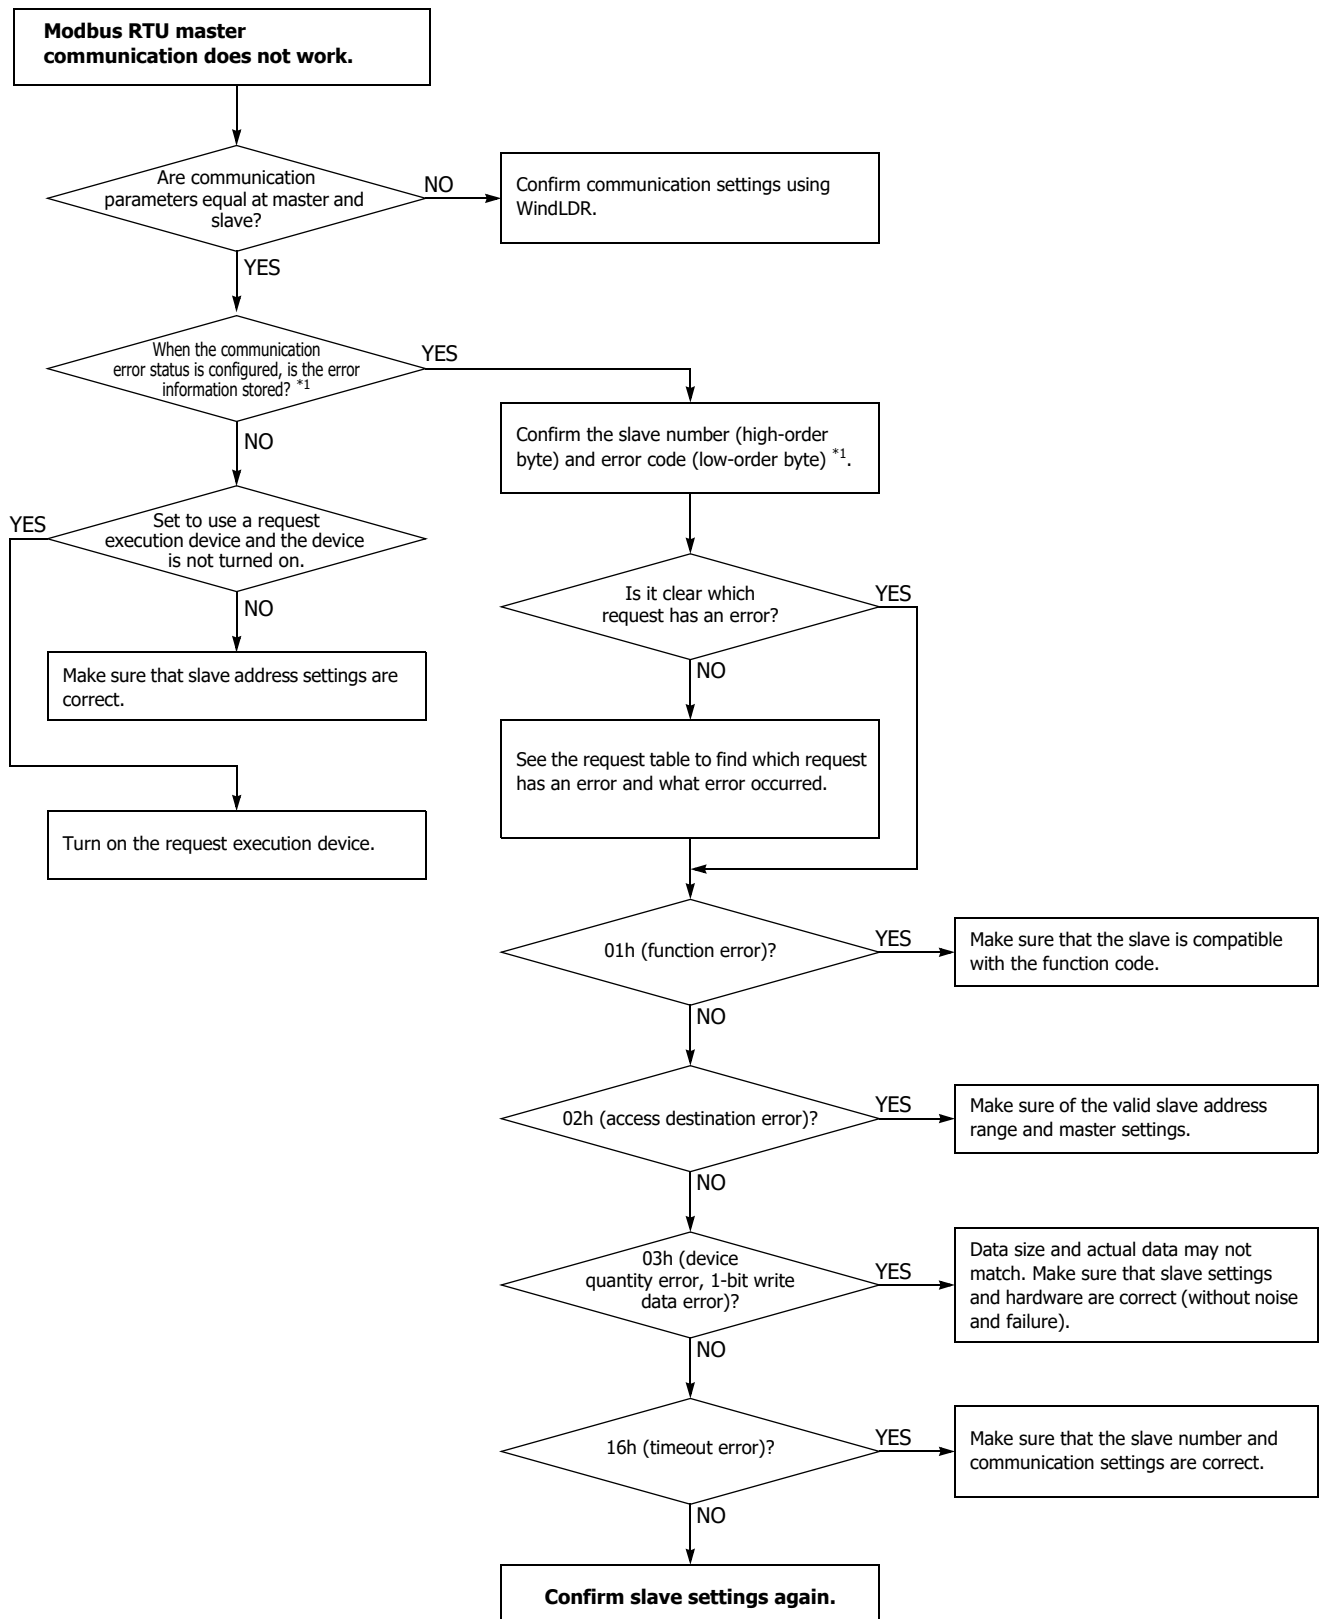 Modbus RTU master
communication does not work.
Are communication
parameters equal at master and
slave?
NO
Confirm communication settings using
WindLDR.
YES
When the communication
error status is configured, is the error
information stored? *1
YES
Confirm the slave number (high-order
byte) and error code (low-order byte) *1.
NO
YES
Set to use a request
execution device and the device
is not turned on.
NO
Make sure that slave address settings are
correct.
Turn on the request execution device.
Is it clear which
request has an error?
YES
NO
See the request table to find which request
has an error and what error occurred.
01h (function error)?
YES
Make sure that the slave is compatible
with the function code.
NO
02h (access destination error)?
YES
Make sure of the valid slave address
range and master settings.
NO
03h (device
quantity error, 1-bit write
data error)?
YES
Data size and actual data may not
match. Make sure that slave settings
and hardware are correct (without noise
and failure).
NO
16h (timeout error)?
YES
Make sure that the slave number and
communication settings are correct.
NO
Confirm slave settings again.